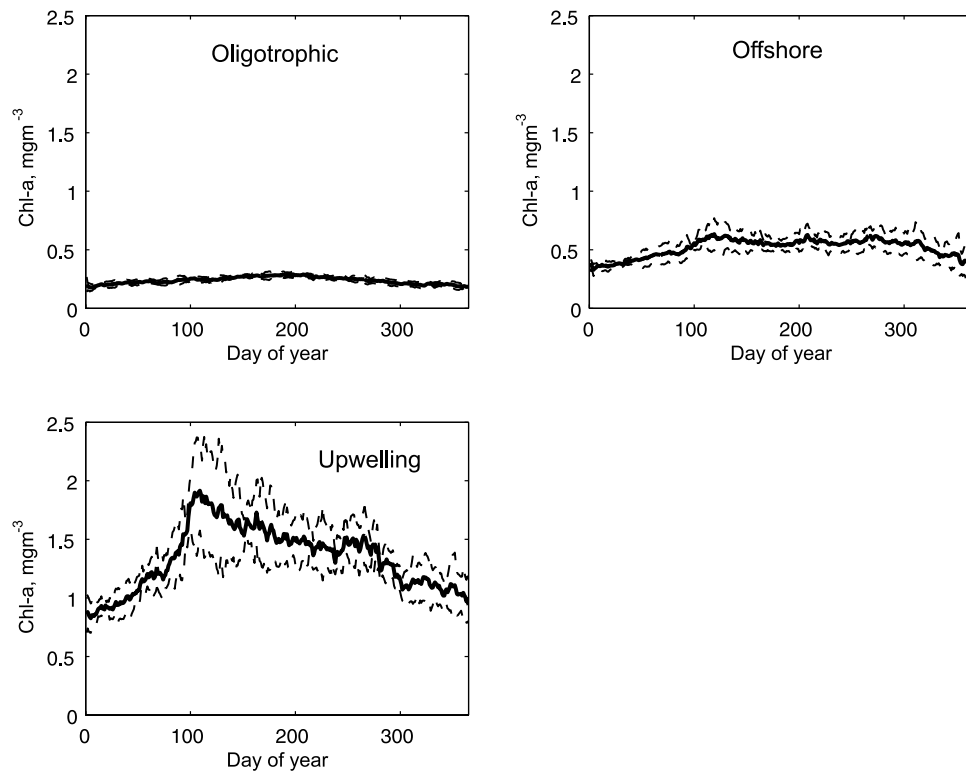 2.5
2
1.5
1
0.5
0
Chl-a, mgm⁻³
Oligotrophic
0 100 200 300
Day of year
2.5
2
1.5
1
0.5
0
Chl-a, mgm⁻³
Offshore
0 100 200 300
Day of year
2.5
2
1.5
1
0.5
0
Chl-a, mgm⁻³
Upwelling
0 100 200 300
Day of year